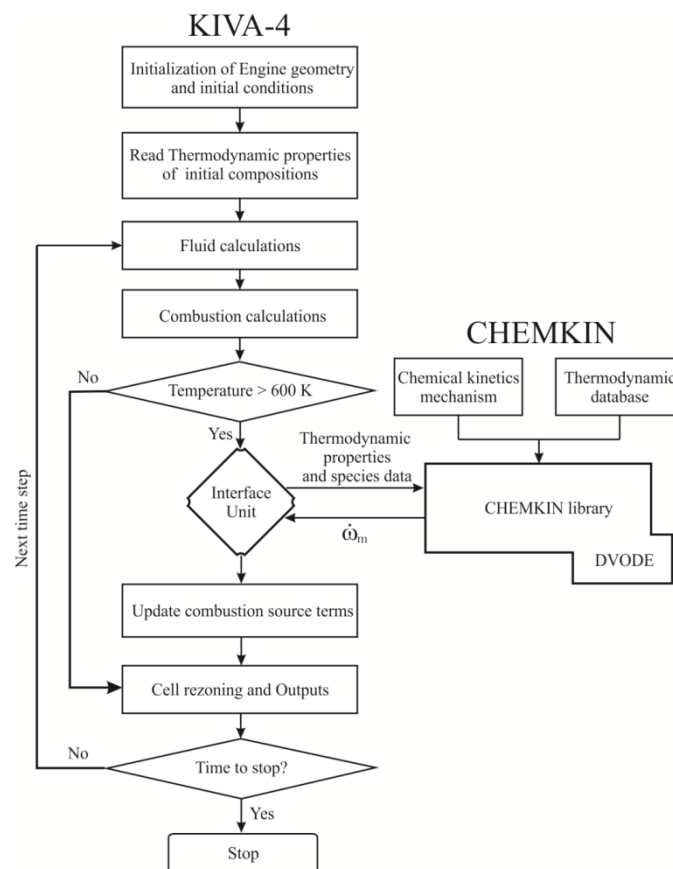 KIVA-4
Initialization of Engine geometry
and initial conditions
Read Thermodynamic properties
of initial compositions
Fluid calculations
Combustion calculations
No
Temperature > 600 K
Yes
Interface
Unit
Update combustion source terms
Cell rezoning and Outputs
No
Time to stop?
Yes
Stop
Next time step
CHEMKIN
Chemical kinetics
mechanism
Thermodynamic
database
Thermodynamic
properties
and species data
CHEMKIN library
DVODE
ω̇m